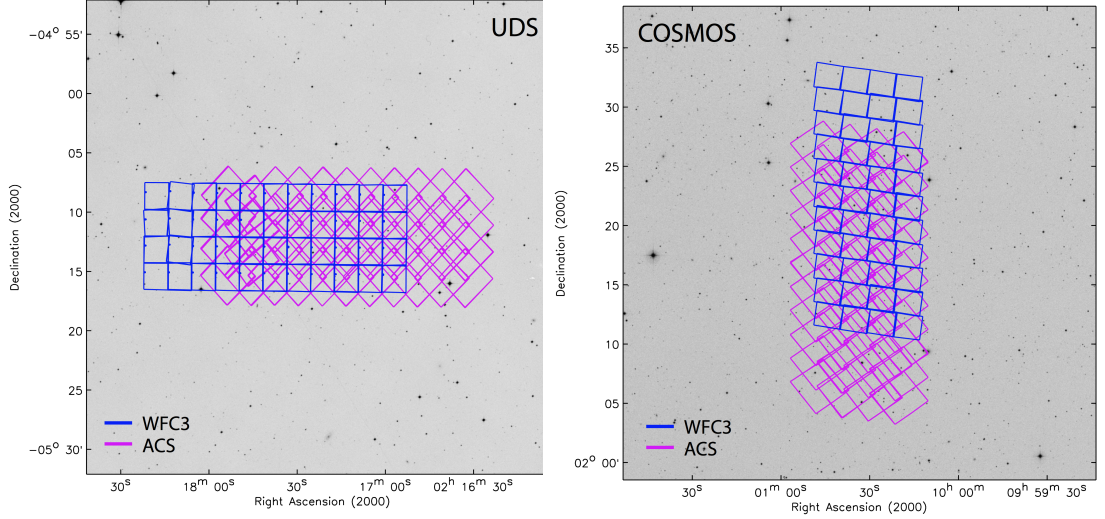 UDS
−04° 55'
00
05
10
15
20
25
−05° 30'
Declination (2000)
WFC3
ACS
30ˢ
18ᵐ 00ˢ
30ˢ
17ᵐ 00ˢ
02ʰ 16ᵐ 30ˢ
Right Ascension (2000)
COSMOS
35
30
25
20
15
10
05
02° 00'
Declination (2000)
WFC3
ACS
30ˢ
01ᵐ 00ˢ
30ˢ
10ʰ 00ᵐ
09ʰ 59ᵐ 30ˢ
Right Ascension (2000)